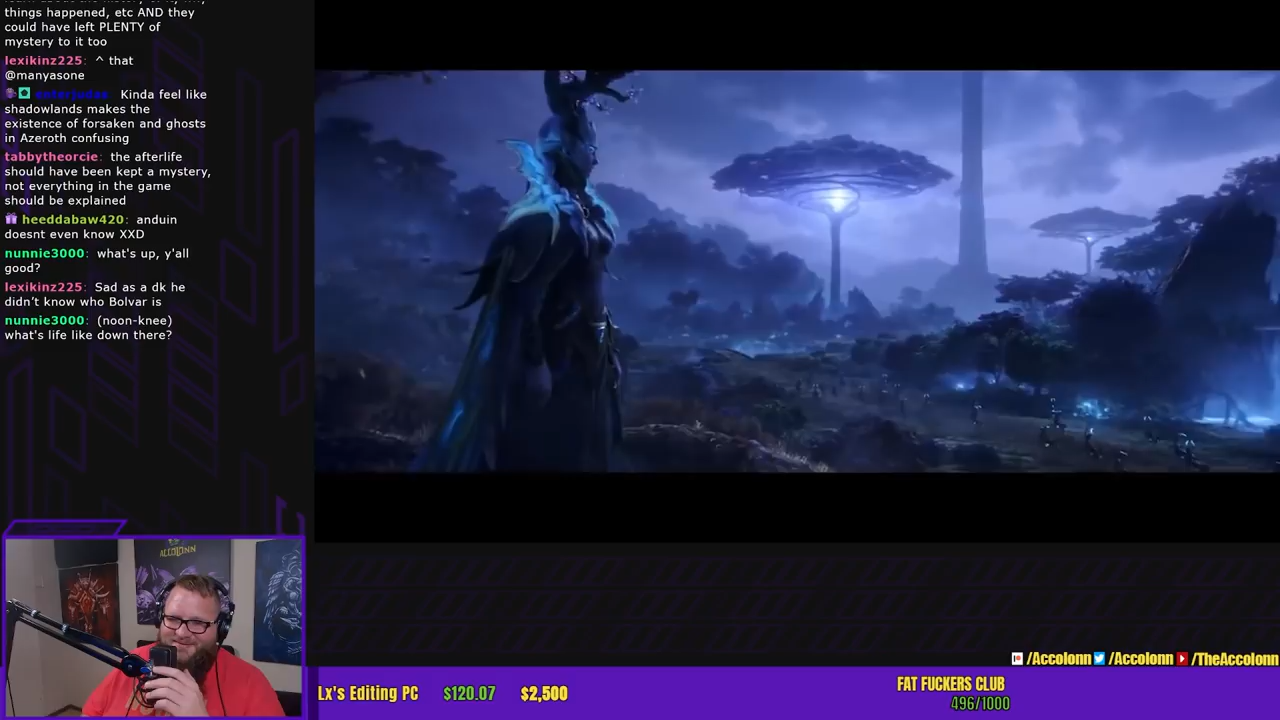 things happened, etc AND they
could have left PLENTY of
mystery to it too
lexikinz225: ^ that
@manyasone
Kinda feel like
shadowlands makes the
existence of forsaken and ghosts
in Azeroth confusing
tabbytheorcie: the afterlife
should have been kept a mystery,
not everything in the game
should be explained
heeddabaw420: anduin
doesnt even know XXD
nunnie3000: what's up, y'all
good?
lexikinz225: Sad as a dk he
didn't know who Bolvar is
nunnie3000: (noon-knee)
what's life like down there?
ACCOLONN
/Accolonn /Accolonn /TheAccolonn
Lx's Editing PC $120.07 $2,500
FAT FUCKERS CLUB
496/1000